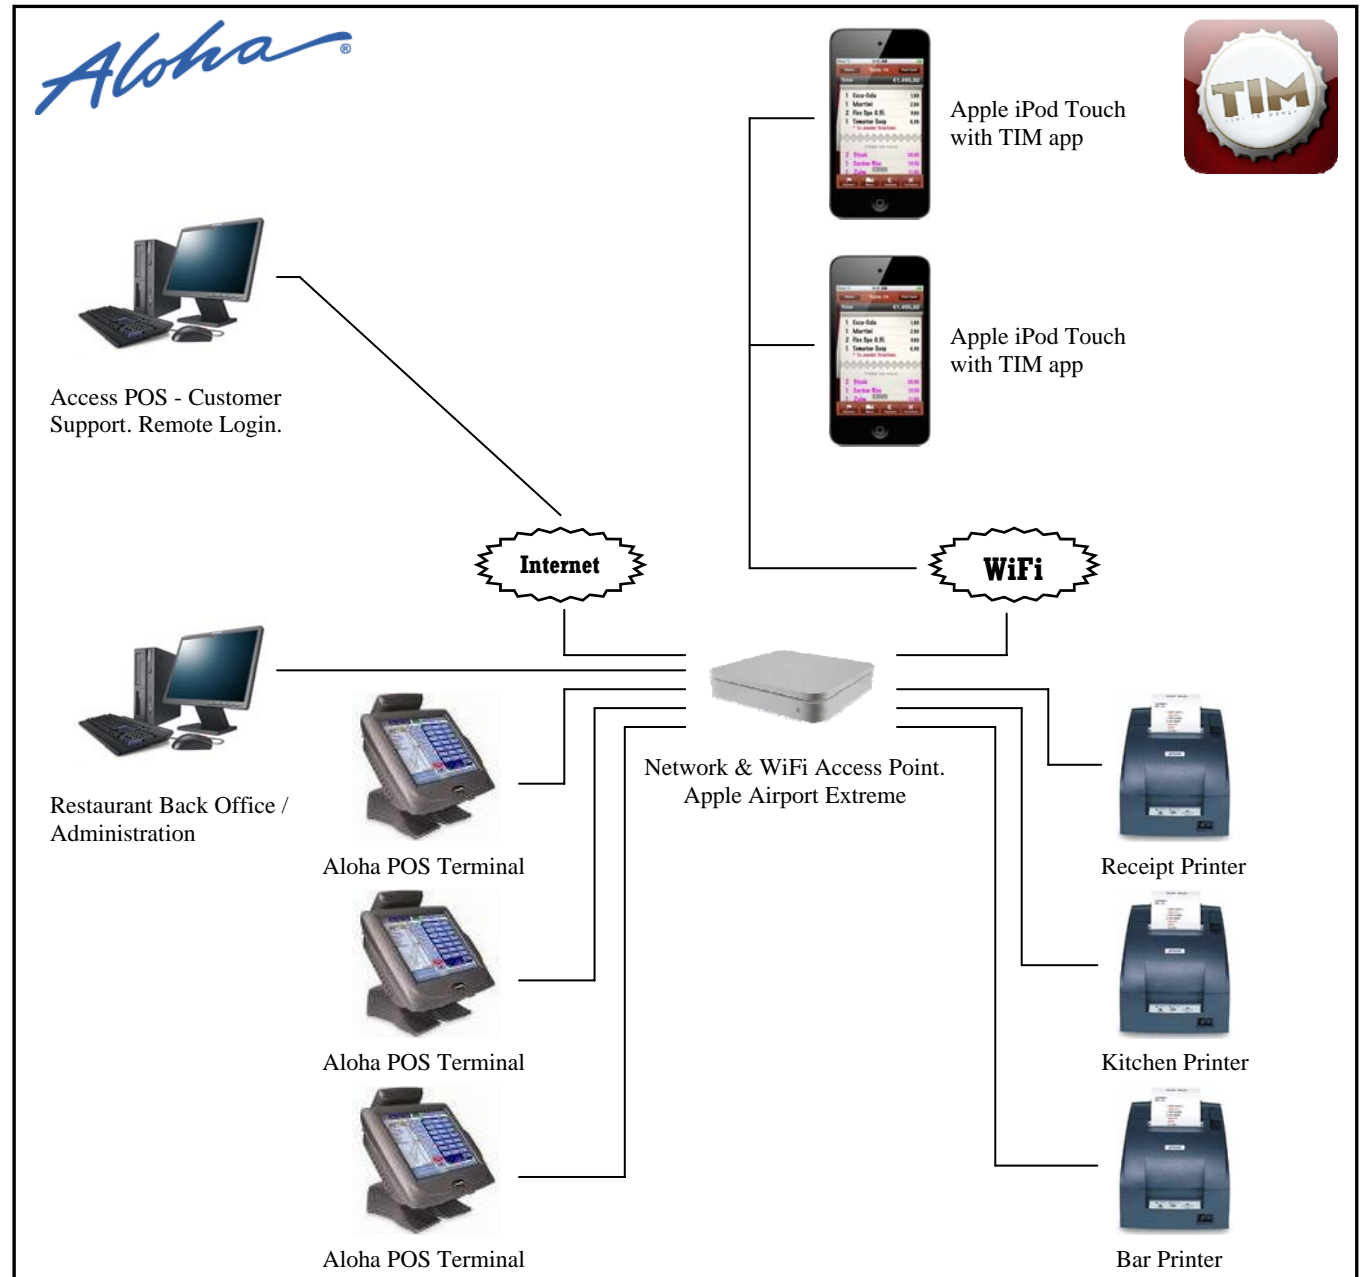 Aloha ®
TIM
Apple iPod Touch
with TIM app
Apple iPod Touch
with TIM app
Access POS - Customer
Support. Remote Login.
Internet
WiFi
Network & WiFi Access Point.
Apple Airport Extreme
Restaurant Back Office /
Administration
Aloha POS Terminal
Receipt Printer
Aloha POS Terminal
Kitchen Printer
Aloha POS Terminal
Bar Printer